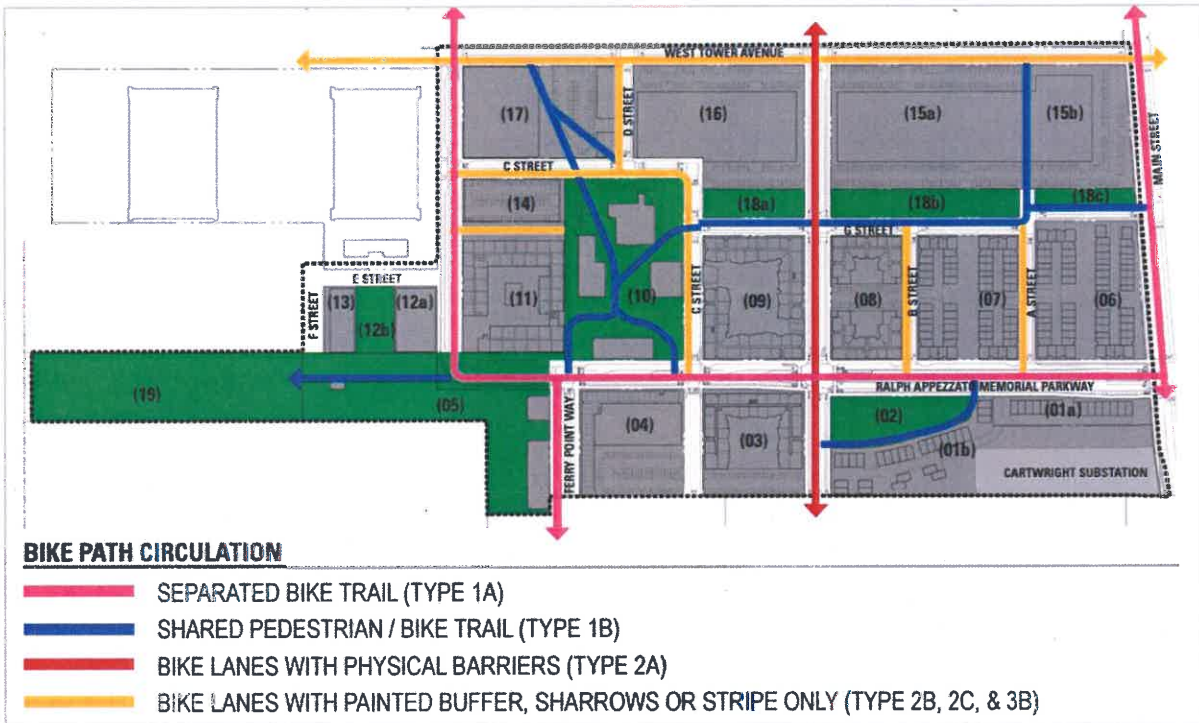 WEST TOWER AVENUE
(17)
D STREET
(16)
(15a)
(15b)
MAIN STREET
C STREET
(14)
(18a)
(18b)
(18c)
G STREET
E STREET
F STREET
(13)
(12b)
(12a)
(11)
(10)
C STREET
(09)
(08)
B STREET
(07)
A STREET
(06)
(19)
(05)
RALPH APPEZZATO MEMORIAL PARKWAY
FERRY POINT WAY
(04)
(03)
(02)
(01a)
(01b)
CARTWRIGHT SUBSTATION
BIKE PATH CIRCULATION
SEPARATED BIKE TRAIL (TYPE 1A)
SHARED PEDESTRIAN / BIKE TRAIL (TYPE 1B)
BIKE LANES WITH PHYSICAL BARRIERS (TYPE 2A)
BIKE LANES WITH PAINTED BUFFER, SHARROWS OR STRIPE ONLY (TYPE 2B, 2C, & 3B)